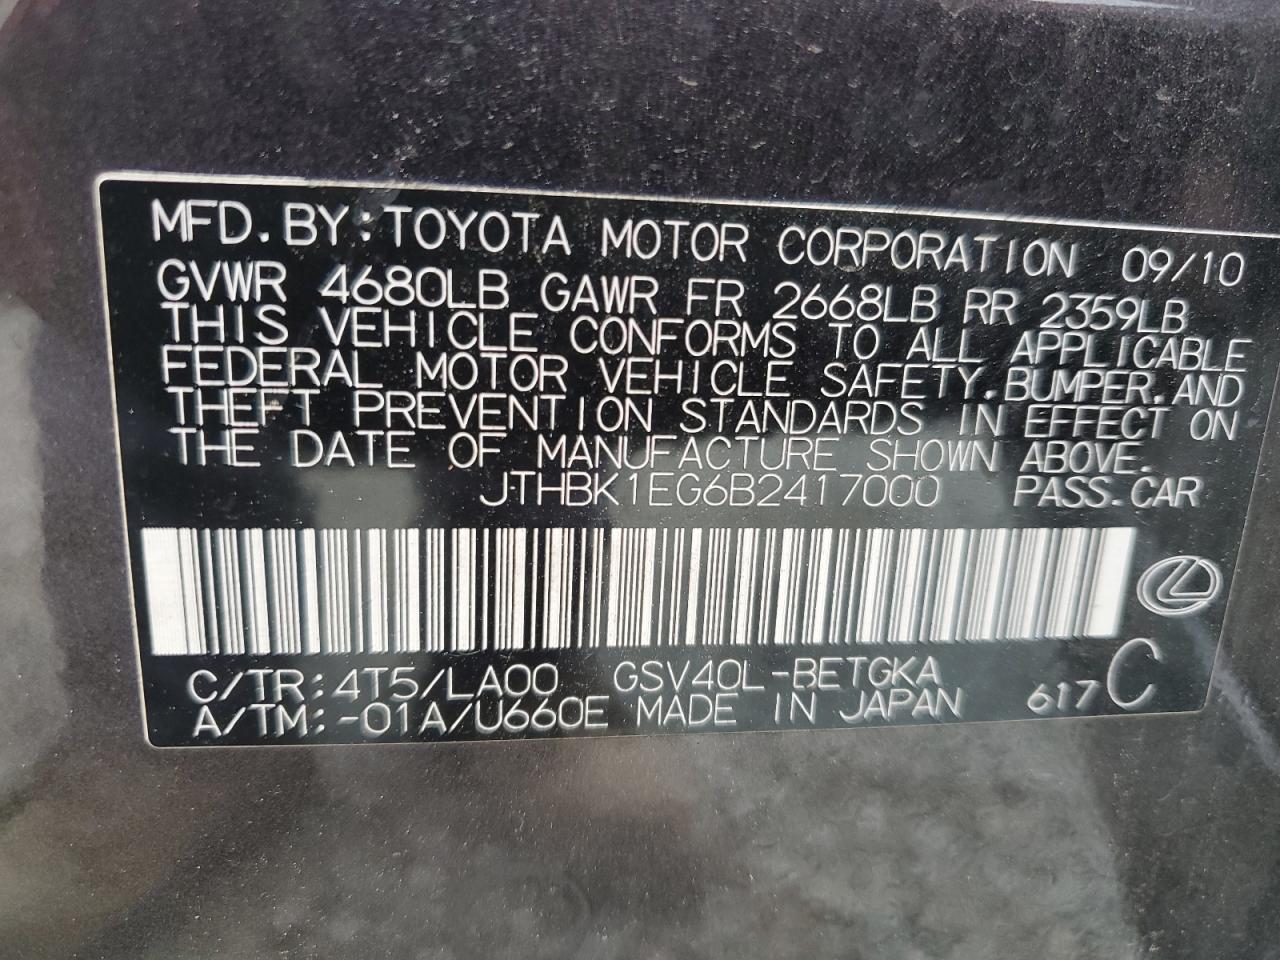 MFD. BY: TOYOTA MOTOR CORPORATION 09/10
GVWR 4680LB GAWR FR 2668LB RR 2359LB
THIS VEHICLE CONFORMS TO ALL APPLICABLE
FEDERAL MOTOR VEHICLE SAFETY, BUMPER, AND
THEFT PREVENTION STANDARDS IN EFFECT ON
THE DATE OF MANUFACTURE SHOWN ABOVE.
JTHBK1EG6B2417000 PASS. CAR
C/TR: 4T5/LA00 GSV40L-BETGKA
A/TM: -01A/U660E MADE IN JAPAN 617 C